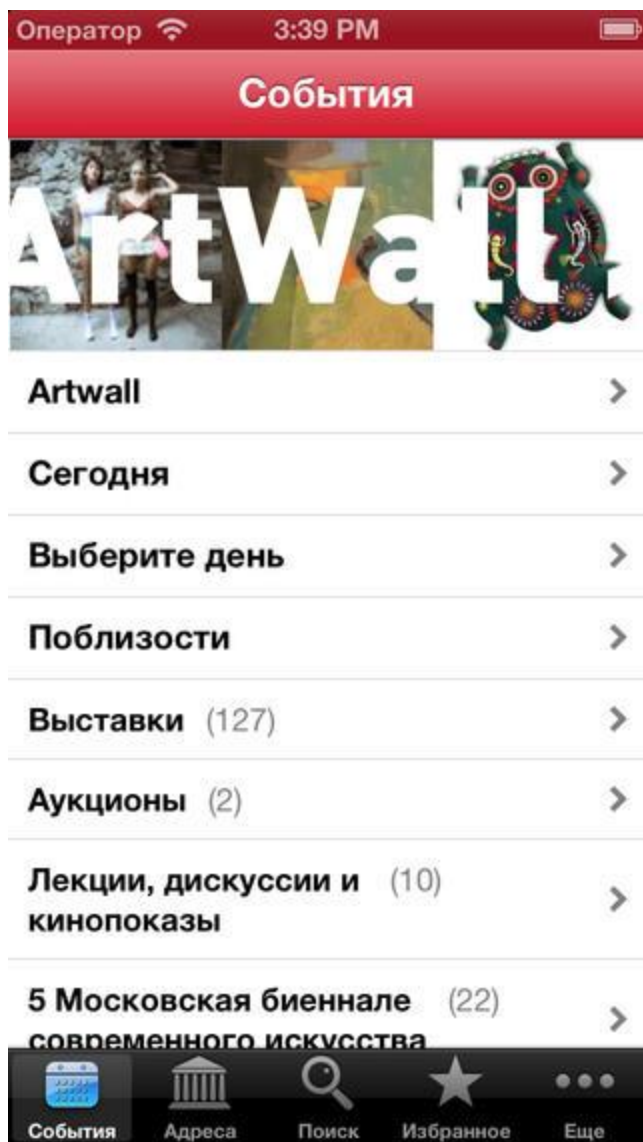 Оператор 3:39 PM
События
ArtWall
Artwall
Сегодня
Выберите день
Поблизости
Выставки (127)
Аукционы (2)
Лекции, дискуссии и (10)
кинопоказы
5 Московская биеннале (22)
современного искусства
События Адреса Поиск Избранное Еще